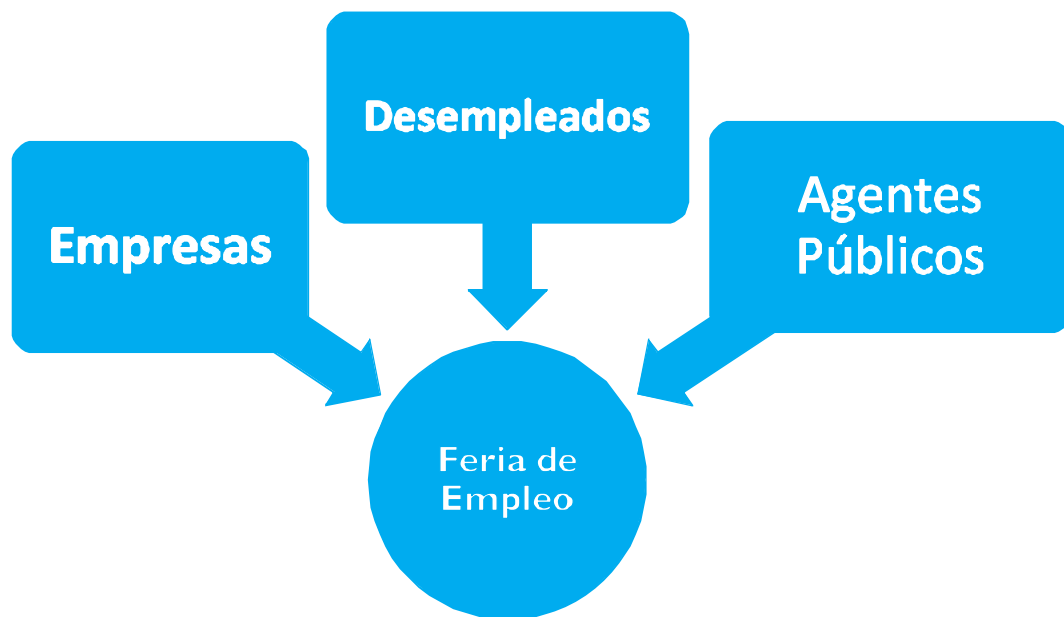 Desempleados
Empresas
Agentes
Públicos
Feria de
Empleo